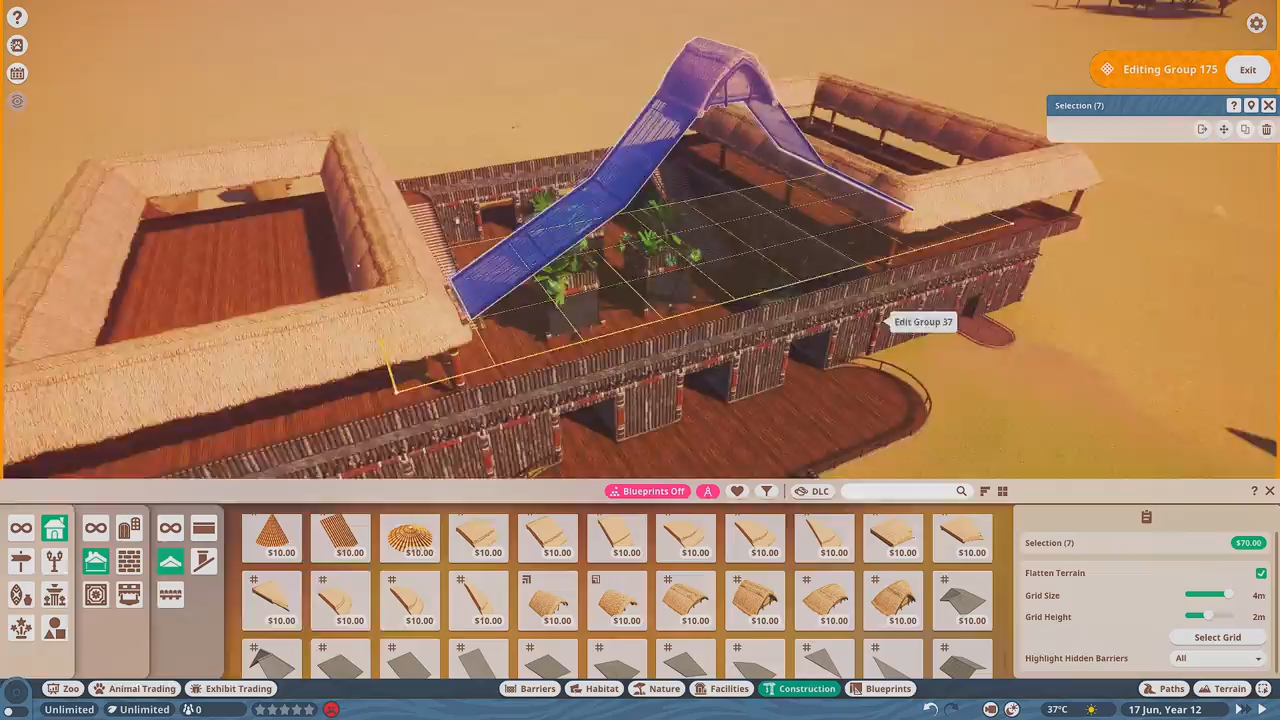 ?
Editing Group 175
Exit
Selection (7)
?
Edit Group 37
Blueprints Off
DLC
?
$10.00 $10.00 $10.00 $10.00 $10.00 $10.00 $10.00 $10.00 $10.00 $10.00 $10.00
$10.00 $10.00 $10.00 $10.00 $10.00 $10.00 $10.00 $10.00 $10.00 $10.00 $10.00
Selection (7)
$70.00
Flatten Terrain
Grid Size
4m
Grid Height
2m
Select Grid
Highlight Hidden Barriers
All
Zoo
Animal Trading
Exhibit Trading
Barriers
Habitat
Nature
Facilities
Construction
Blueprints
Paths
Terrain
Unlimited
Unlimited
0
37°C
17 Jun, Year 12